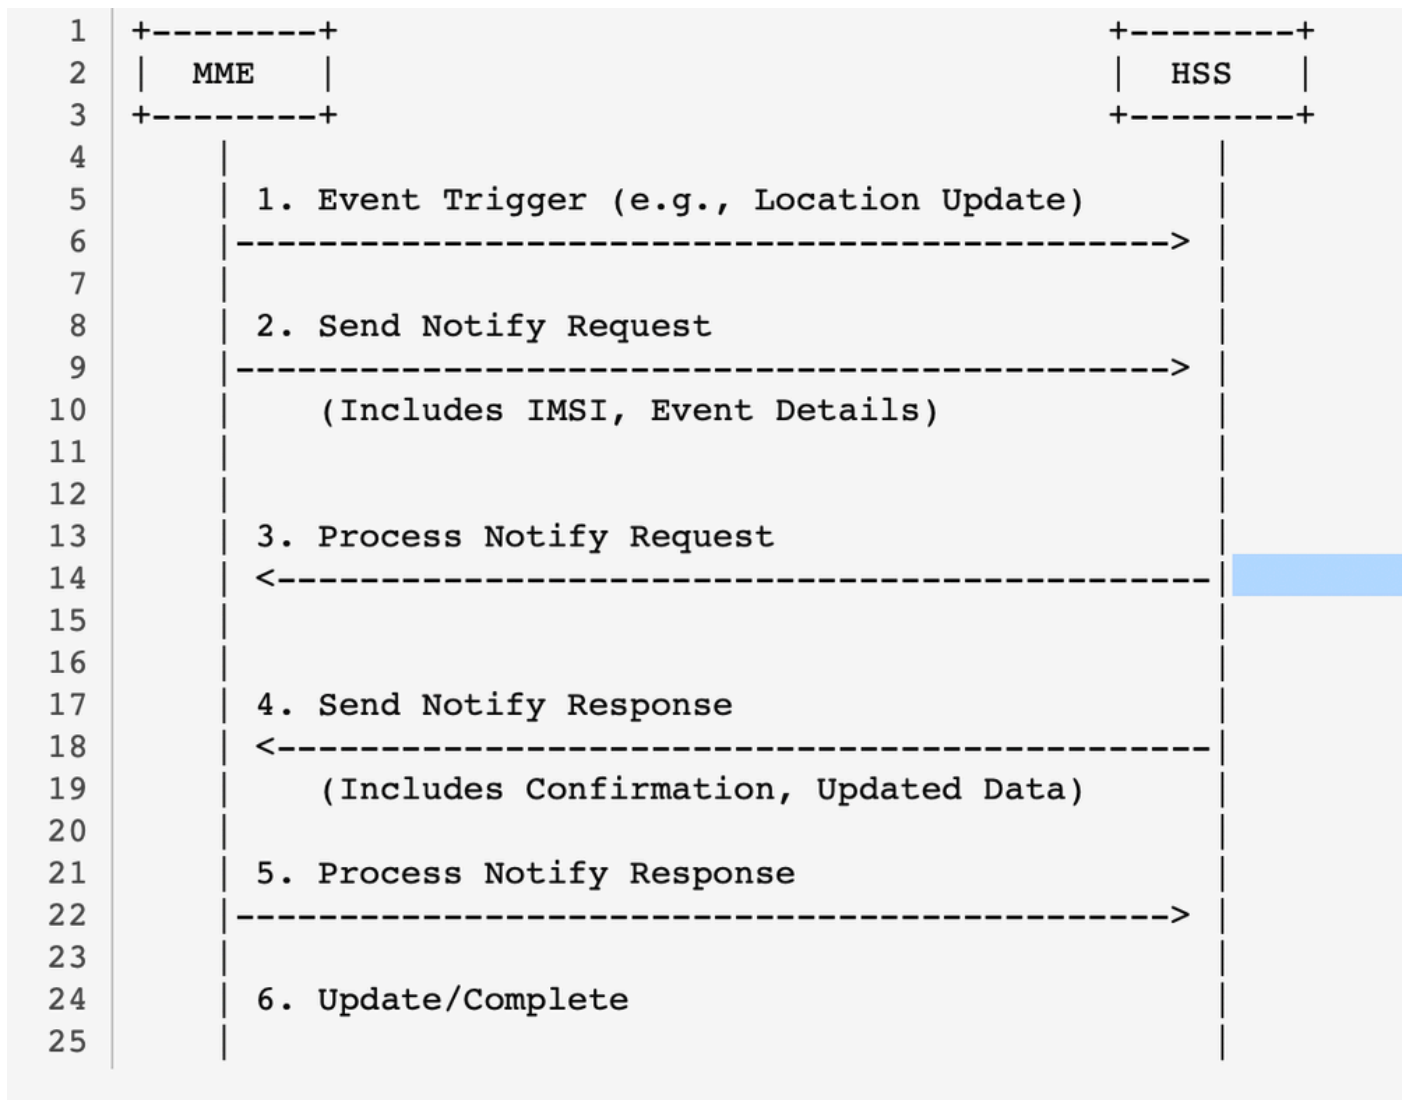 1 +--------+ +--------+
2 | MME | | HSS |
3 +--------+ +--------+
4 | |
5 | 1. Event Trigger (e.g., Location Update) |
6 |---------------------------------------------> |
7 | |
8 | 2. Send Notify Request |
9 |---------------------------------------------> |
10 | (Includes IMSI, Event Details) |
11 | |
12 | |
13 | 3. Process Notify Request |
14 | <---------------------------------------------|
15 | |
16 | |
17 | 4. Send Notify Response |
18 | <---------------------------------------------|
19 | (Includes Confirmation, Updated Data) |
20 | |
21 | 5. Process Notify Response |
22 |---------------------------------------------> |
23 | |
24 | 6. Update/Complete |
25 | |